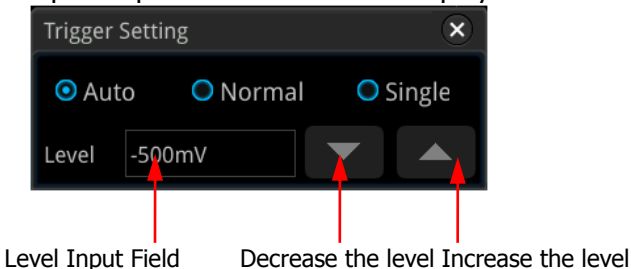 Trigger Setting
Auto Normal Single
Level -500mV
Level Input Field Decrease the level Increase the level